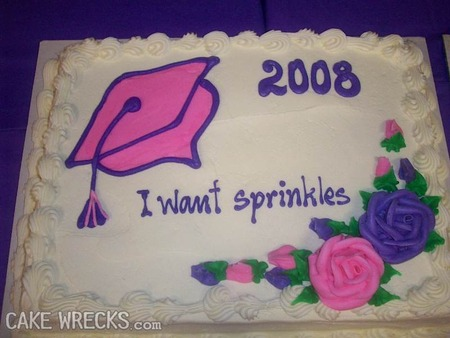 2008
I want sprinkles
CAKE WRECKS.com